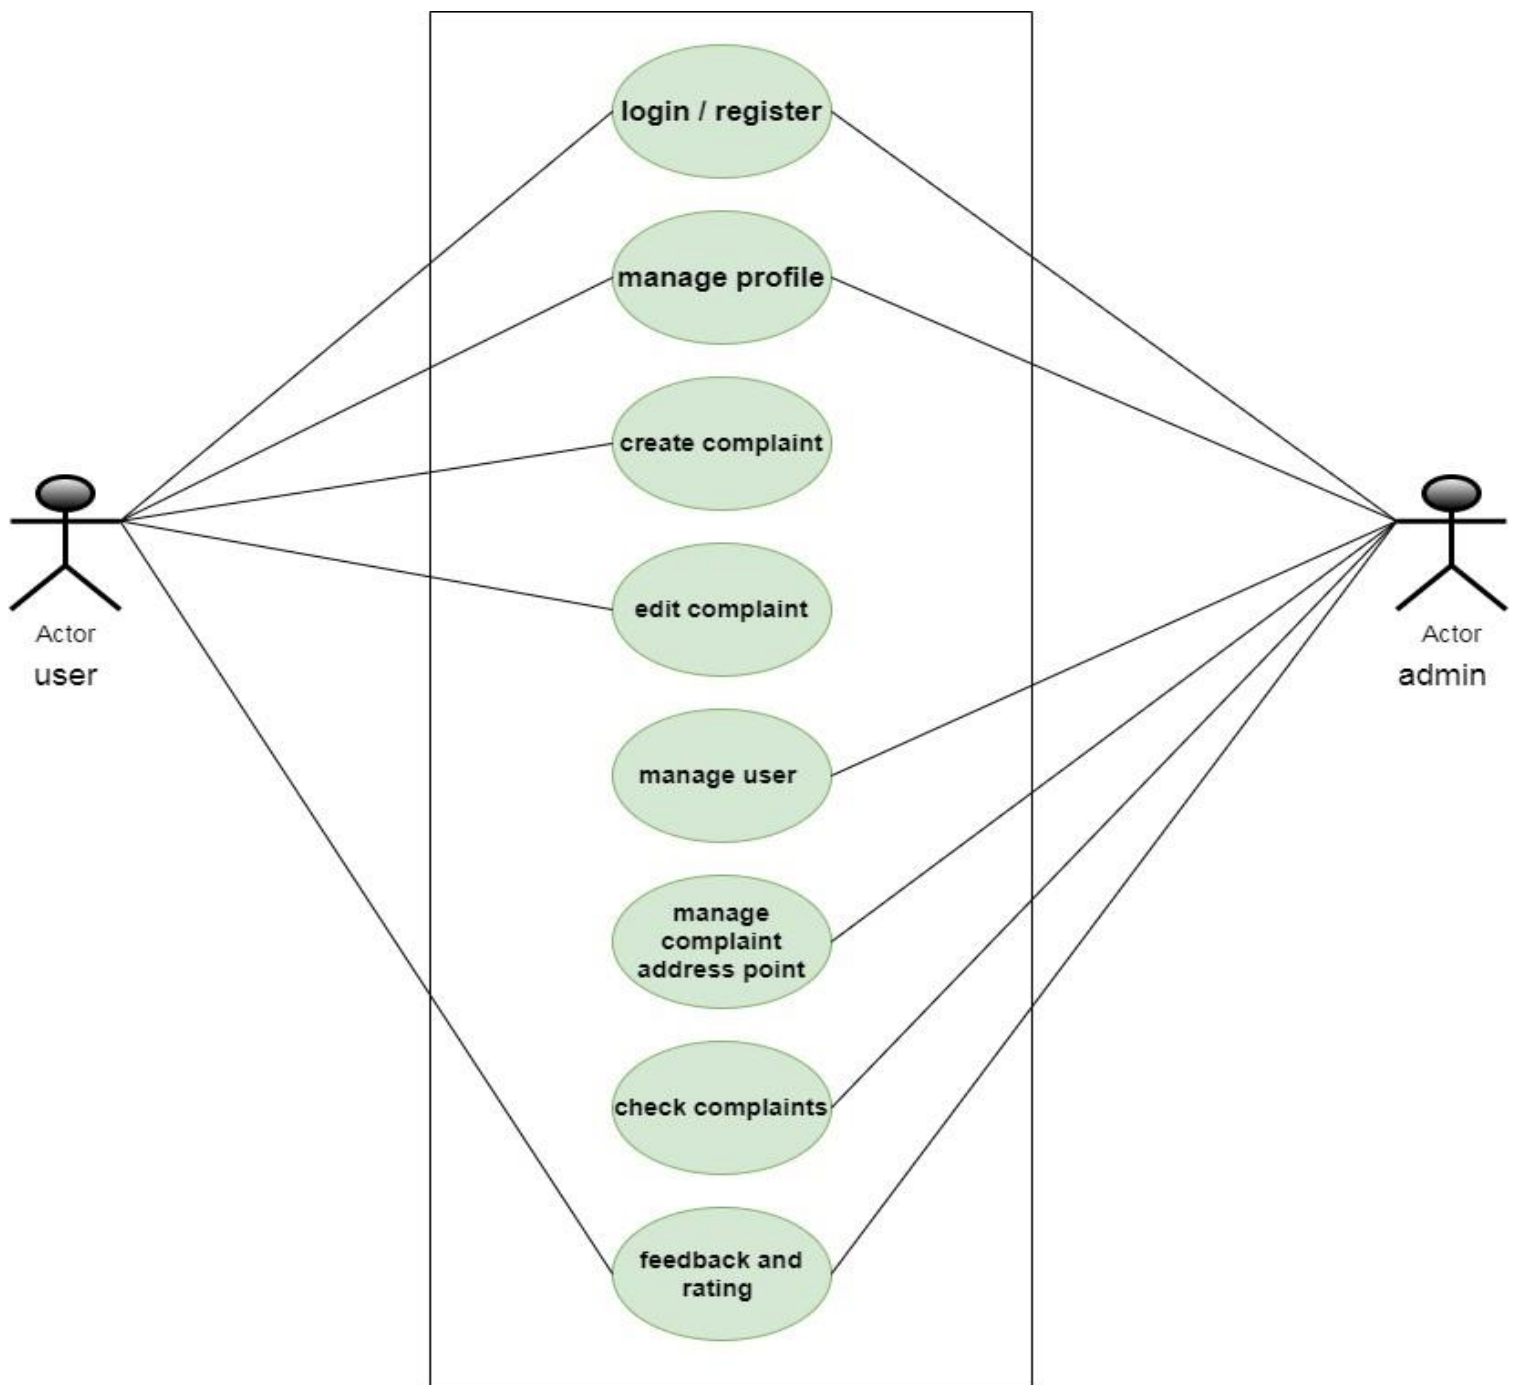 login / register
manage profile
create complaint
edit complaint
Actor
user
Actor
admin
manage user
manage
complaint
address point
check complaints
feedback and
rating